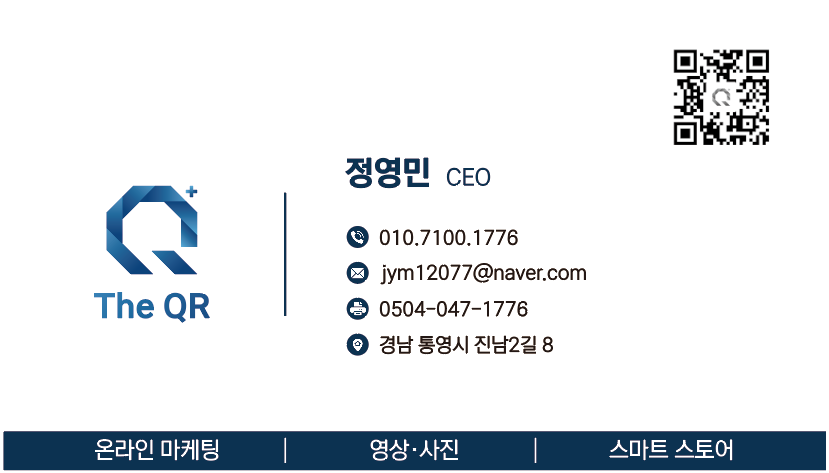 정영민 CEO
The QR
010.7100.1776
jym12077@naver.com
0504-047-1776
경남 통영시 진남2길 8
온라인 마케팅 | 영상·사진 | 스마트 스토어